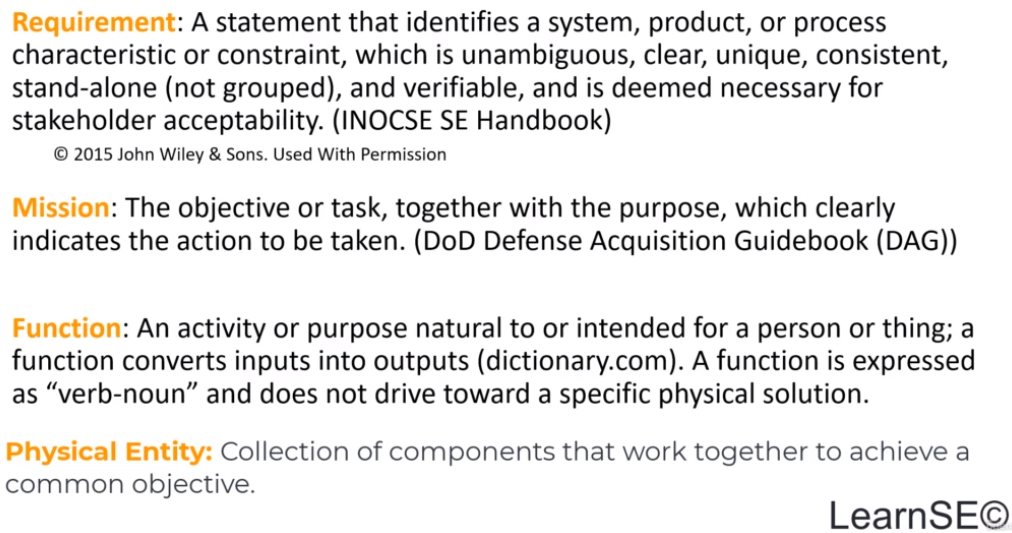 Requirement: A statement that identifies a system, product, or process
characteristic or constraint, which is unambiguous, clear, unique, consistent,
stand-alone (not grouped), and verifiable, and is deemed necessary for
stakeholder acceptability. (INOCSE SE Handbook)
© 2015 John Wiley & Sons. Used With Permission
Mission: The objective or task, together with the purpose, which clearly
indicates the action to be taken. (DoD Defense Acquisition Guidebook (DAG))
Function: An activity or purpose natural to or intended for a person or thing; a
function converts inputs into outputs (dictionary.com). A function is expressed
as “verb-noun” and does not drive toward a specific physical solution.
Physical Entity: Collection of components that work together to achieve a
common objective.
LearnSE©